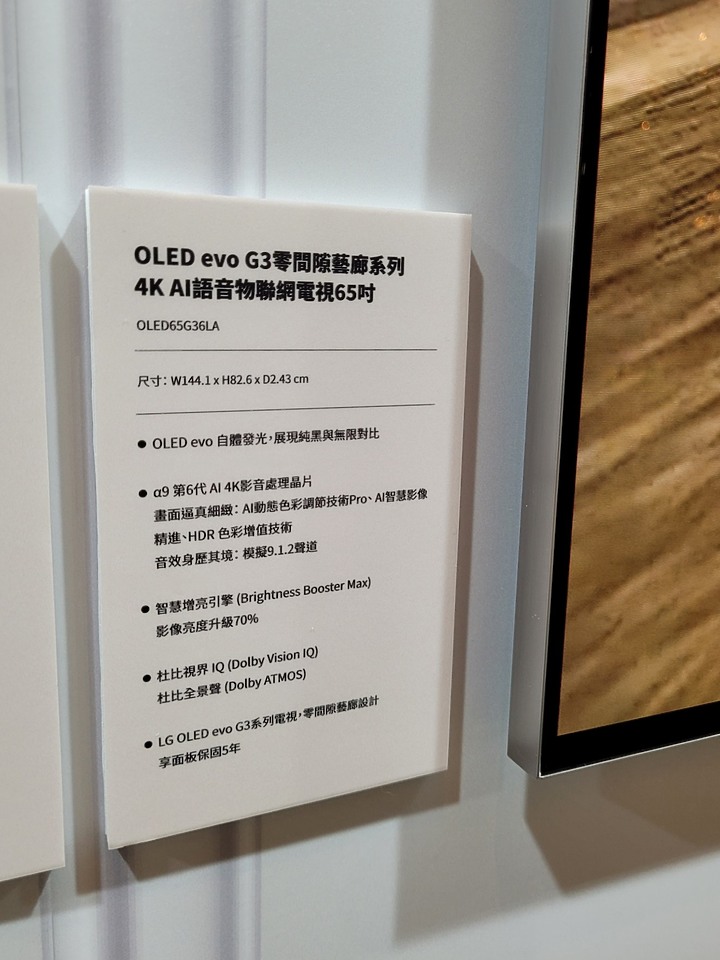 OLED evo G3零間隙藝廊系列
4K AI語音物聯網電視65吋
OLED65G36LA
尺寸：W144.1 x H82.6 x D2.43 cm
● OLED evo 自體發光，展現純黑與無限對比
● α9 第6代 AI 4K影音處理晶片
畫面逼真細緻：AI動態色彩調節技術Pro、AI智慧影像
精進、HDR 色彩增值技術
音效身歷其境：模擬9.1.2聲道
● 智慧增亮引擎 (Brightness Booster Max)
影像亮度升級70%
● 杜比視界 IQ (Dolby Vision IQ)
杜比全景聲 (Dolby ATMOS)
● LG OLED evo G3系列電視，零間隙藝廊設計
享面板保固5年